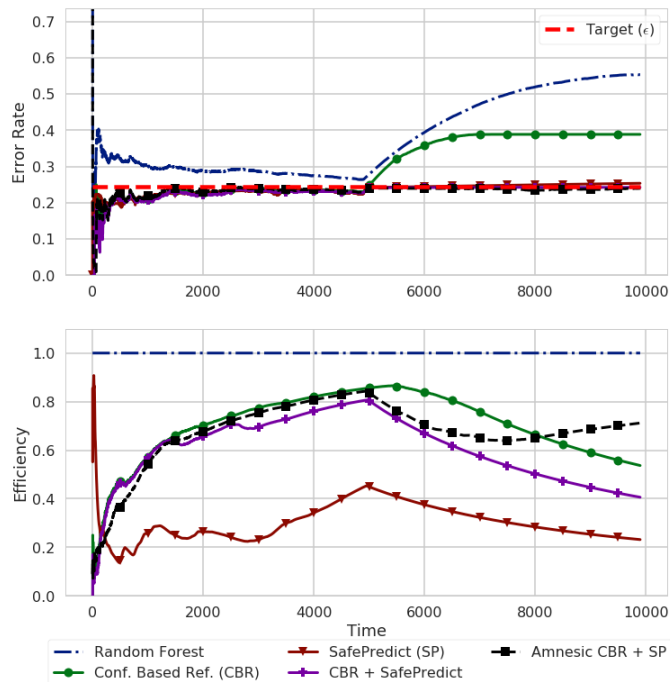 0.7
0.6
0.5
0.4
0.3
0.2
0.1
0.0
Error Rate
Target (ϵ)
0 2000 4000 6000 8000 10000
1.0
0.8
0.6
0.4
0.2
0.0
Efficiency
0 2000 4000 6000 8000 10000
Time
Random Forest SafePredict (SP) Amnesic CBR + SP
Conf. Based Ref. (CBR) CBR + SafePredict